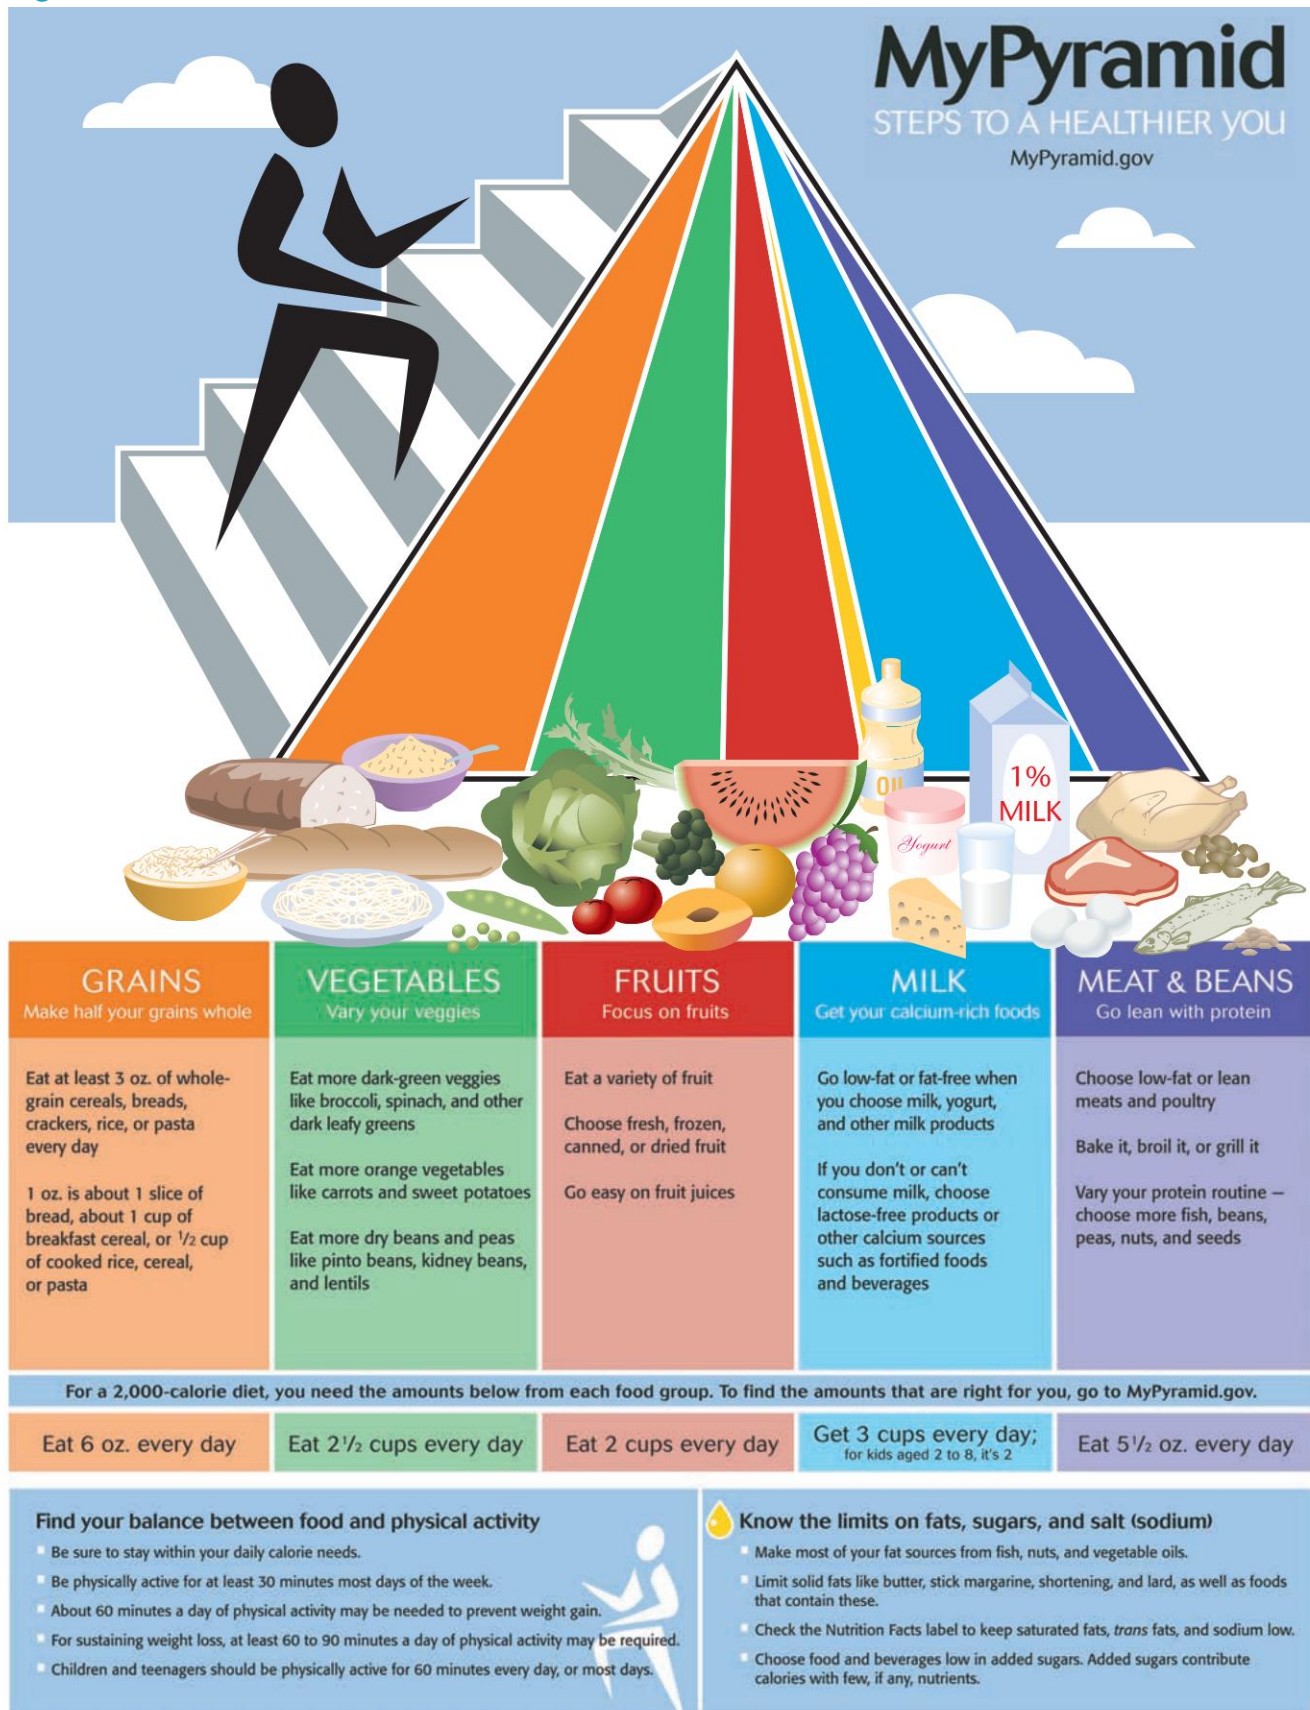 MyPyramid
STEPS TO A HEALTHIER YOU
MyPyramid.gov
OIL
1%
MILK
Yogurt
GRAINS
Make half your grains whole
Eat at least 3 oz. of whole-
grain cereals, breads,
crackers, rice, or pasta
every day
1 oz. is about 1 slice of
bread, about 1 cup of
breakfast cereal, or 1/2 cup
of cooked rice, cereal,
or pasta
VEGETABLES
Vary your veggies
Eat more dark-green veggies
like broccoli, spinach, and other
dark leafy greens
Eat more orange vegetables
like carrots and sweet potatoes
Eat more dry beans and peas
like pinto beans, kidney beans,
and lentils
FRUITS
Focus on fruits
Eat a variety of fruit
Choose fresh, frozen,
canned, or dried fruit
Go easy on fruit juices
MILK
Get your calcium-rich foods
Go low-fat or fat-free when
you choose milk, yogurt,
and other milk products
If you don't or can't
consume milk, choose
lactose-free products or
other calcium sources
such as fortified foods
and beverages
MEAT & BEANS
Go lean with protein
Choose low-fat or lean
meats and poultry
Bake it, broil it, or grill it
Vary your protein routine —
choose more fish, beans,
peas, nuts, and seeds
For a 2,000-calorie diet, you need the amounts below from each food group. To find the amounts that are right for you, go to MyPyramid.gov.
Eat 6 oz. every day
Eat 2 1/2 cups every day
Eat 2 cups every day
Get 3 cups every day;
for kids aged 2 to 8, it's 2
Eat 5 1/2 oz. every day
Find your balance between food and physical activity
Be sure to stay within your daily calorie needs.
Be physically active for at least 30 minutes most days of the week.
About 60 minutes a day of physical activity may be needed to prevent weight gain.
For sustaining weight loss, at least 60 to 90 minutes a day of physical activity may be required.
Children and teenagers should be physically active for 60 minutes every day, or most days.
Know the limits on fats, sugars, and salt (sodium)
Make most of your fat sources from fish, nuts, and vegetable oils.
Limit solid fats like butter, stick margarine, shortening, and lard, as well as foods
that contain these.
Check the Nutrition Facts label to keep saturated fats, trans fats, and sodium low.
Choose food and beverages low in added sugars. Added sugars contribute
calories with few, if any, nutrients.